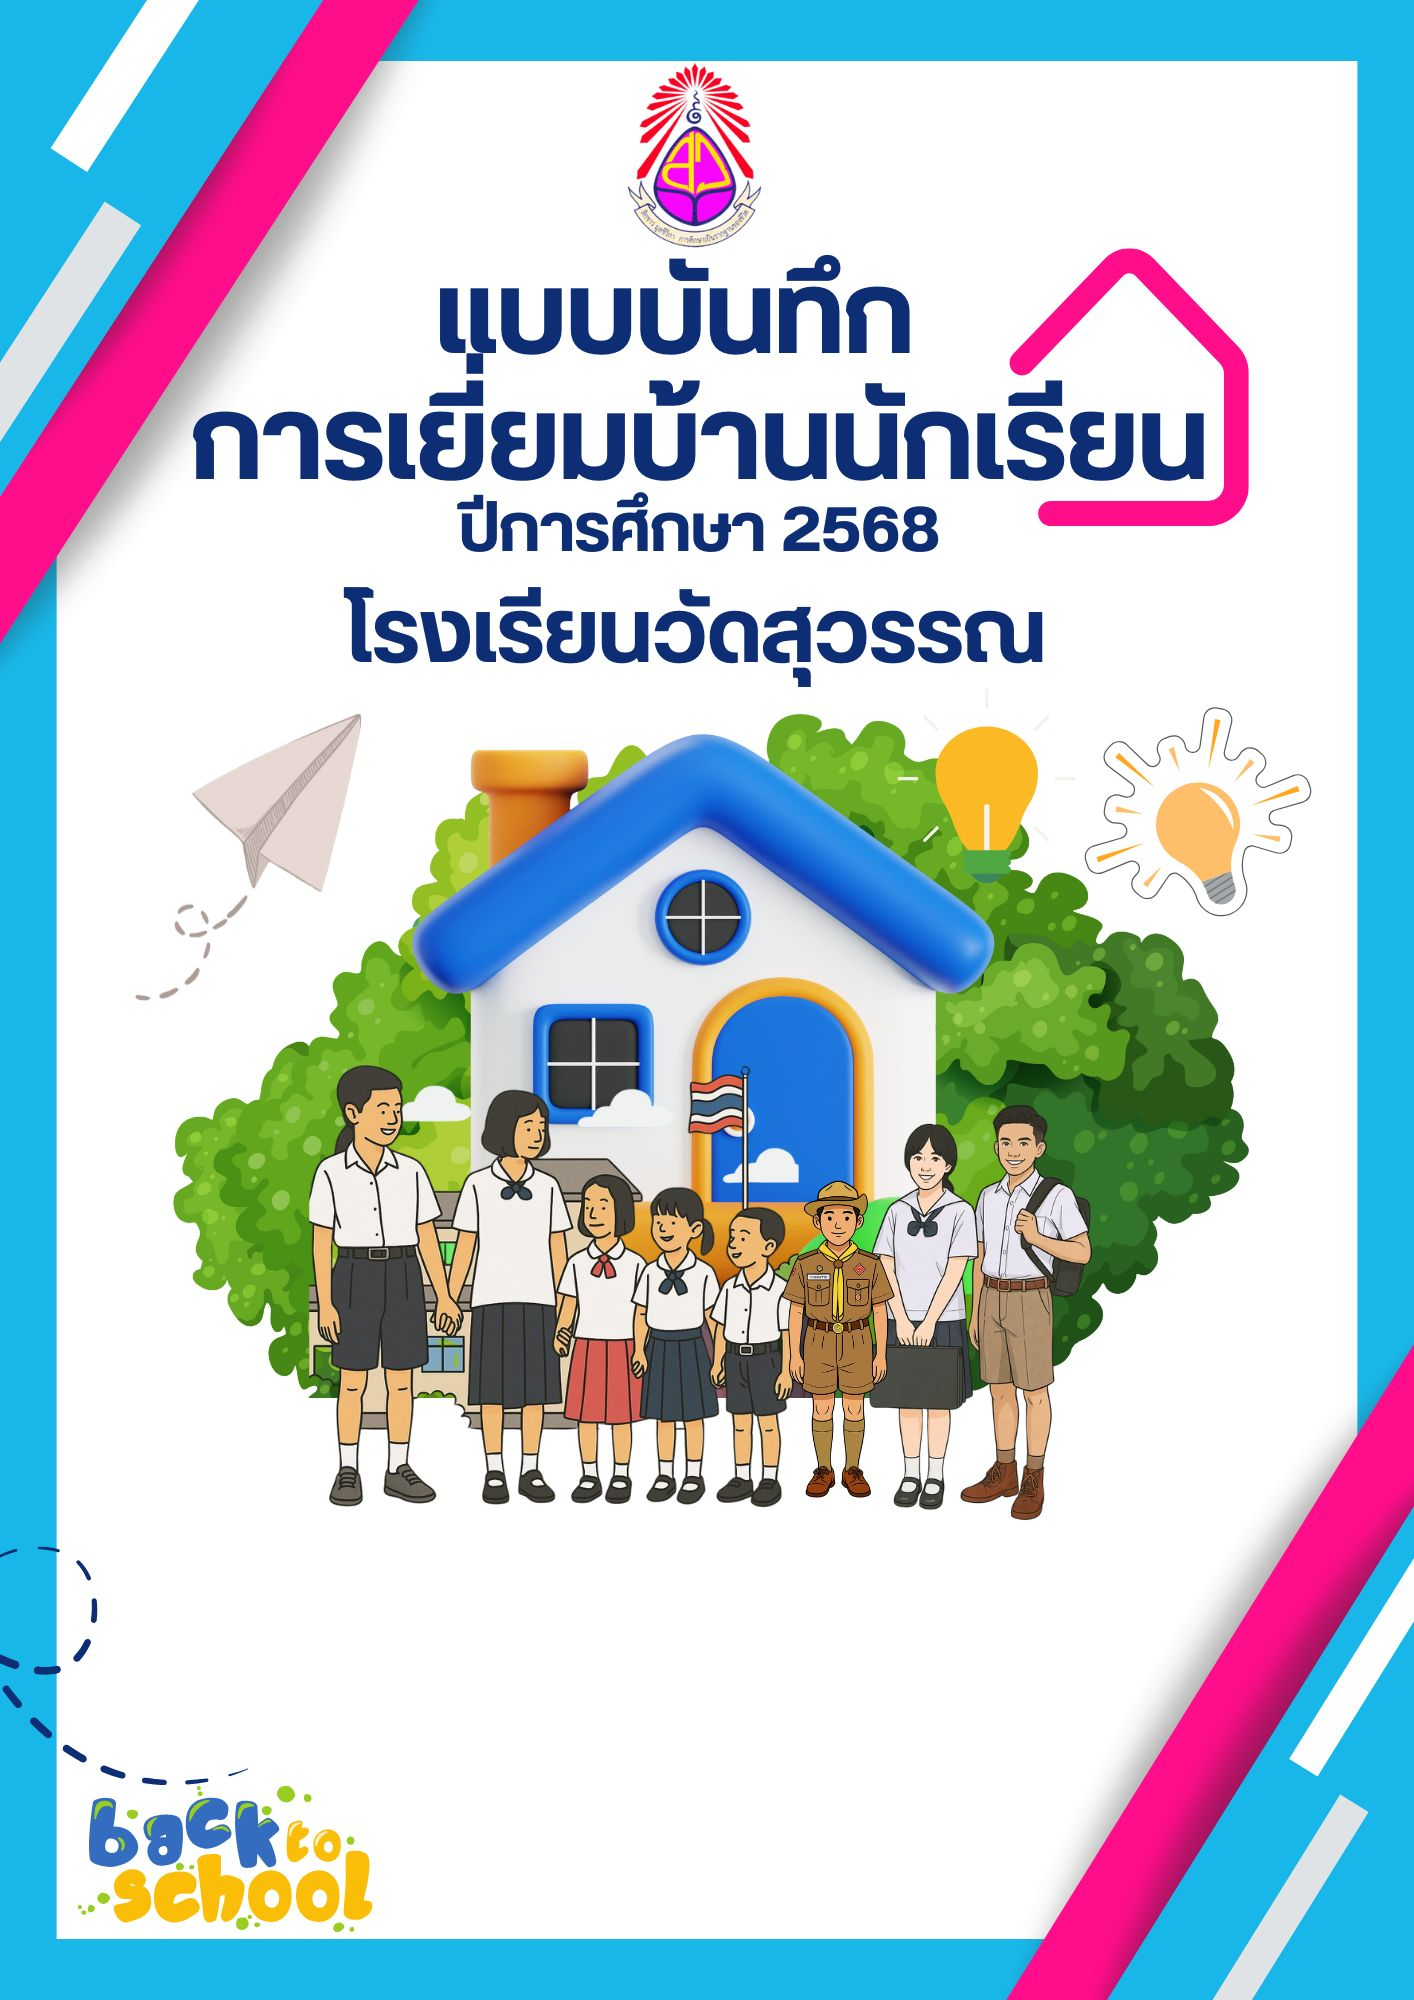 แบบบันทึก
การเยี่ยมบ้านนักเรียน
ปีการศึกษา 2568
โรงเรียนวัดสุวรรณ
back to
school